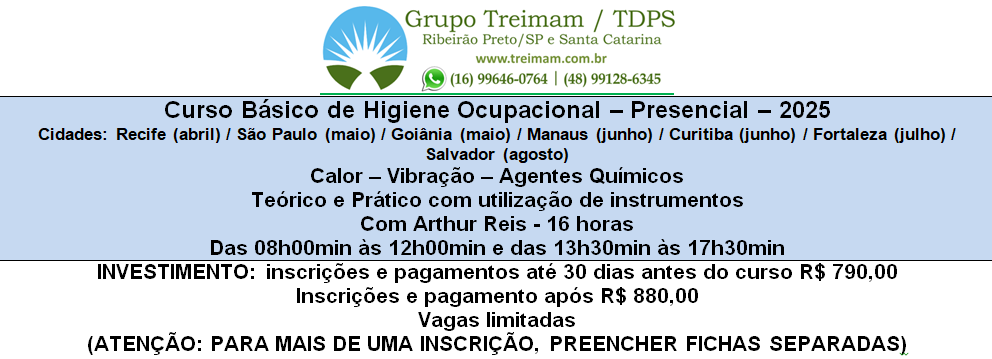 Grupo Treimam / TDPS
Ribeirão Preto/SP e Santa Catarina
www.treimam.com.br
(16) 99646-0764 | (48) 99128-6345
Curso Básico de Higiene Ocupacional – Presencial – 2025
Cidades: Recife (abril) / São Paulo (maio) / Goiânia (maio) / Manaus (junho) / Curitiba (junho) / Fortaleza (julho) /
Salvador (agosto)
Calor – Vibração – Agentes Químicos
Teórico e Prático com utilização de instrumentos
Com Arthur Reis - 16 horas
Das 08h00min às 12h00min e das 13h30min às 17h30min
INVESTIMENTO: inscrições e pagamentos até 30 dias antes do curso R$ 790,00
Inscrições e pagamento após R$ 880,00
Vagas limitadas
(ATENÇÃO: PARA MAIS DE UMA INSCRIÇÃO, PREENCHER FICHAS SEPARADAS)